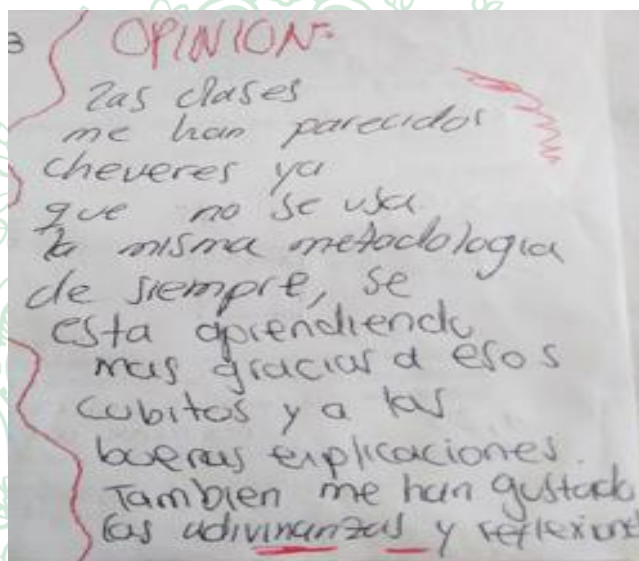 OPINION:
Las clases
me han parecidos
cheveres ya
que no se usa
la misma metodologia
de siempre, se
esta aprendiendo
mas gracias a esos
cubitos y a las
buenas explicaciones.
Tambien me han gustado
las adivinanzas y reflexione